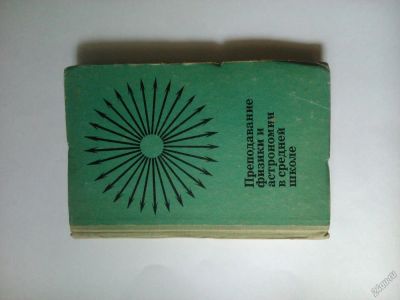 Преподавание
физики и
астрономии
в средней
школе